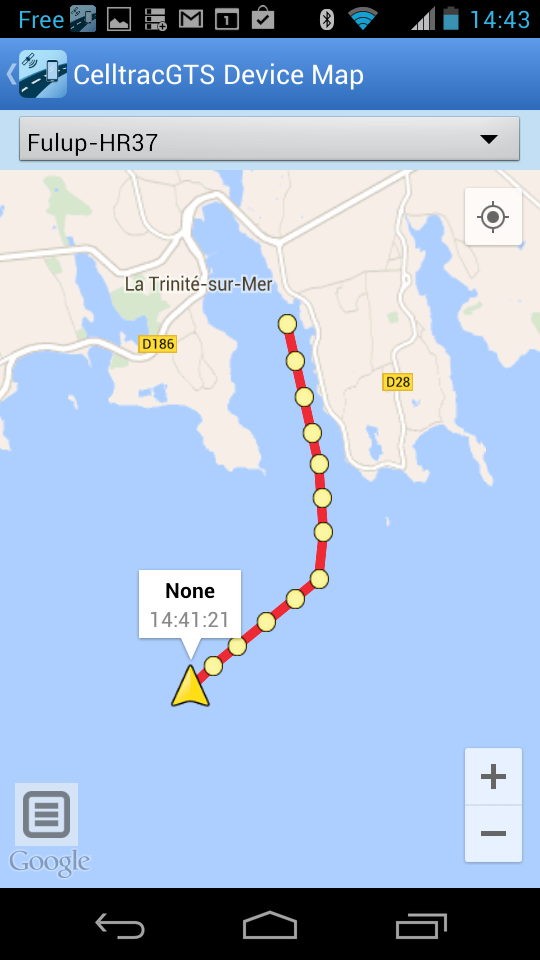 Free 1 14:43
CelltracGTS Device Map
Fulup-HR37
La Trinité-sur-Mer
D186
D28
None
14:41:21
Google